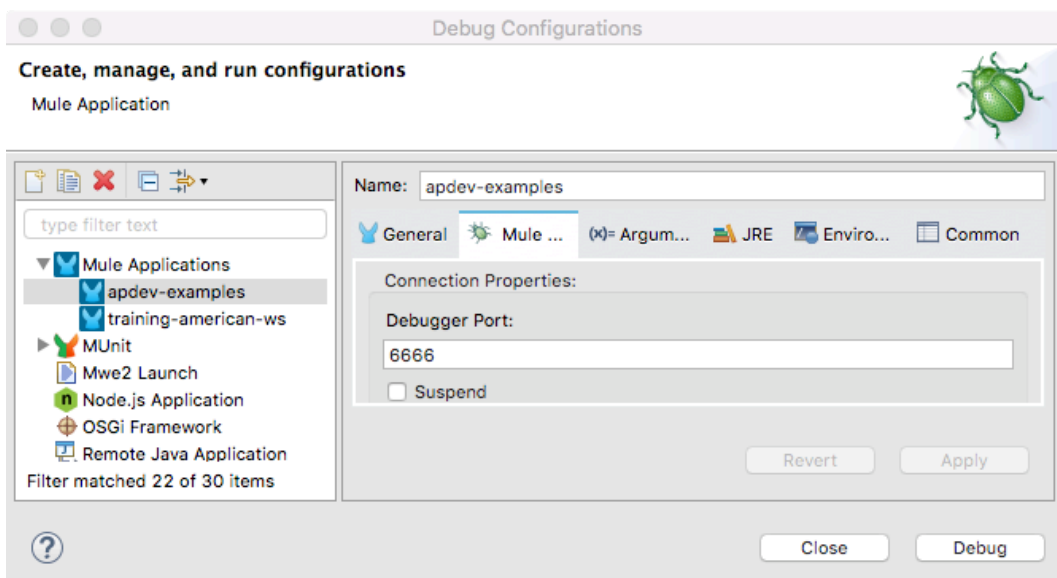 Debug Configurations
Create, manage, and run configurations
Mule Application
type filter text
Mule Applications
apdev-examples
training-american-ws
MUnit
Mwe2 Launch
n Node.js Application
OSGi Framework
Remote Java Application
Filter matched 22 of 30 items
Name: apdev-examples
General Mule ... (x)= Argum... JRE Enviro... Common
Connection Properties:
Debugger Port:
6666
Suspend
Revert Apply
? Close Debug